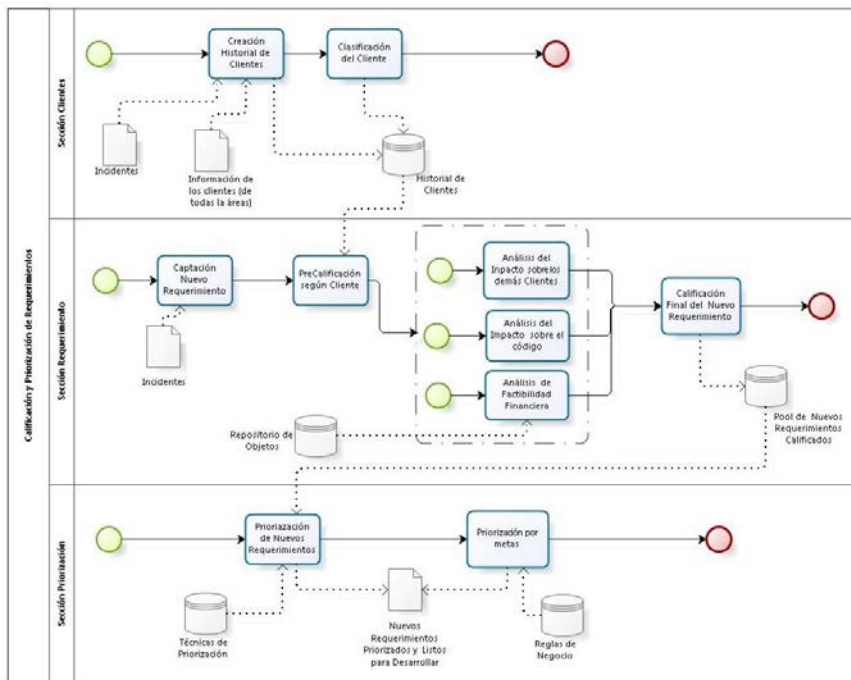 Calificación y Priorización de Requerimientos
Sección Clientes
Creación
Historial de
Clientes
Clasificación
del Cliente
Incidentes
Información de
los clientes (de
todas la áreas)
Historial de
Clientes
Sección Requerimiento
Captación
Nuevo
Requerimiento
PreCalificación
según Cliente
Análisis del
Inpacto sobrelos
demás Clientes
Análisis del
Impacto sobre el
código
Análisis de
Factibilidad
Financiera
Calificación
Final del Nuevo
Requerimiento
Incidentes
Repositorio de
Objetos
Pool de Nuevos
Requerimientos
Calificados
Sección Priorización
Prioriazación
de Nuevos
Requerimientos
Priorización por
metas
Técnicas de
Priorización
Nuevos
Requerimientos
Priorizados y Listos
para Desarrollar
Reglas de
Negocio